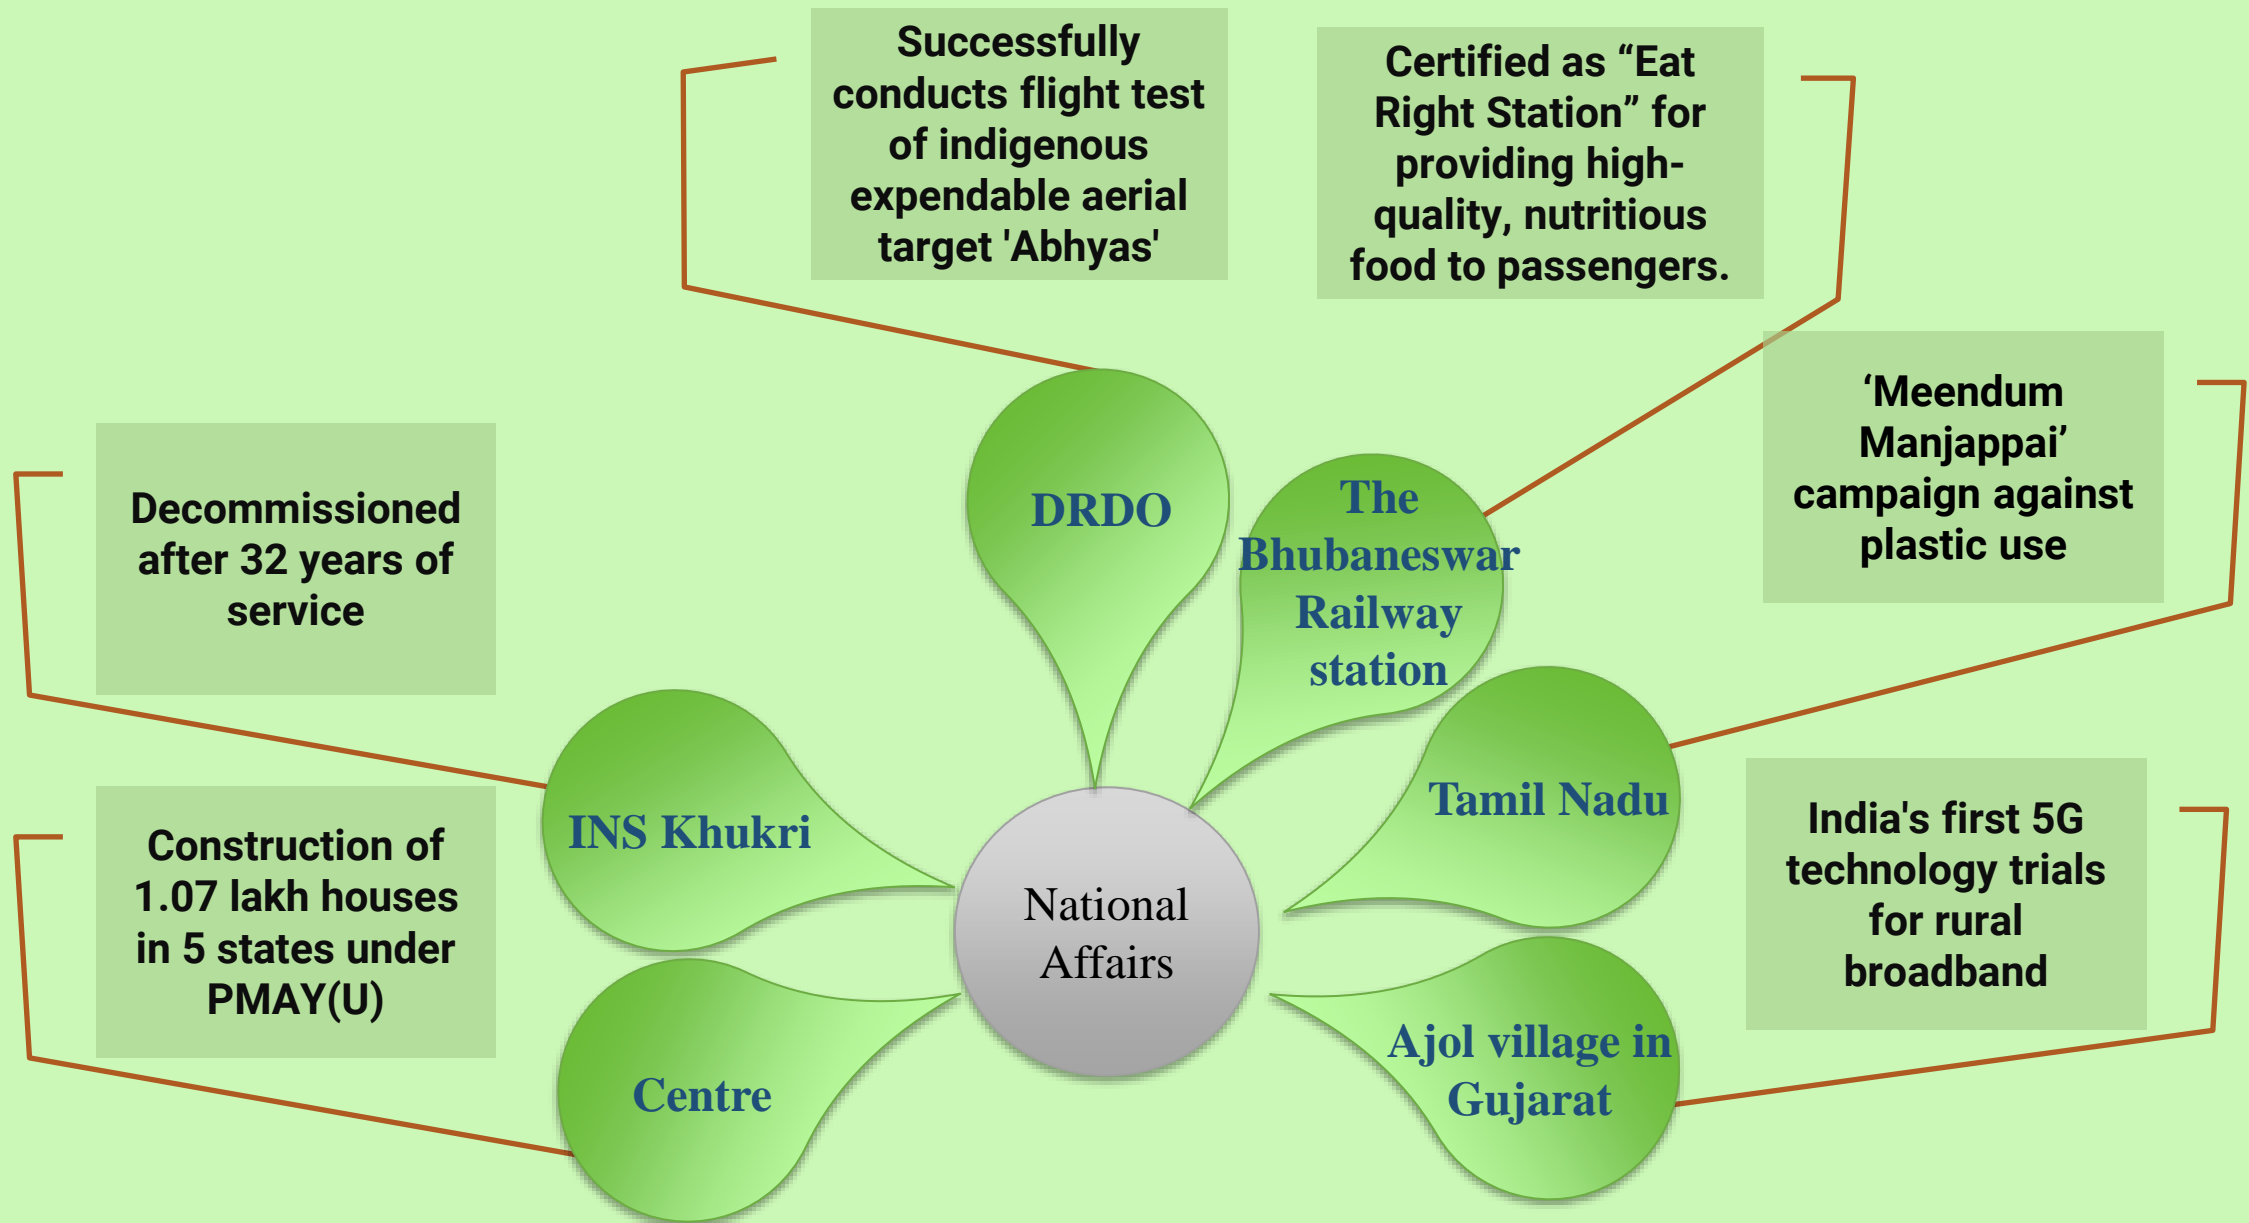 Successfully
conducts flight test
of indigenous
expendable aerial
target 'Abhyas'
Certified as “Eat
Right Station” for
providing high-
quality, nutritious
food to passengers.
‘Meendum
Manjappai’
campaign against
plastic use
Decommissioned
after 32 years of
service
DRDO
The
Bhubaneswar
Railway
station
INS Khukri
Tamil Nadu
Construction of
1.07 lakh houses
in 5 states under
PMAY(U)
National
Affairs
India's first 5G
technology trials
for rural
broadband
Centre
Ajol village in
Gujarat